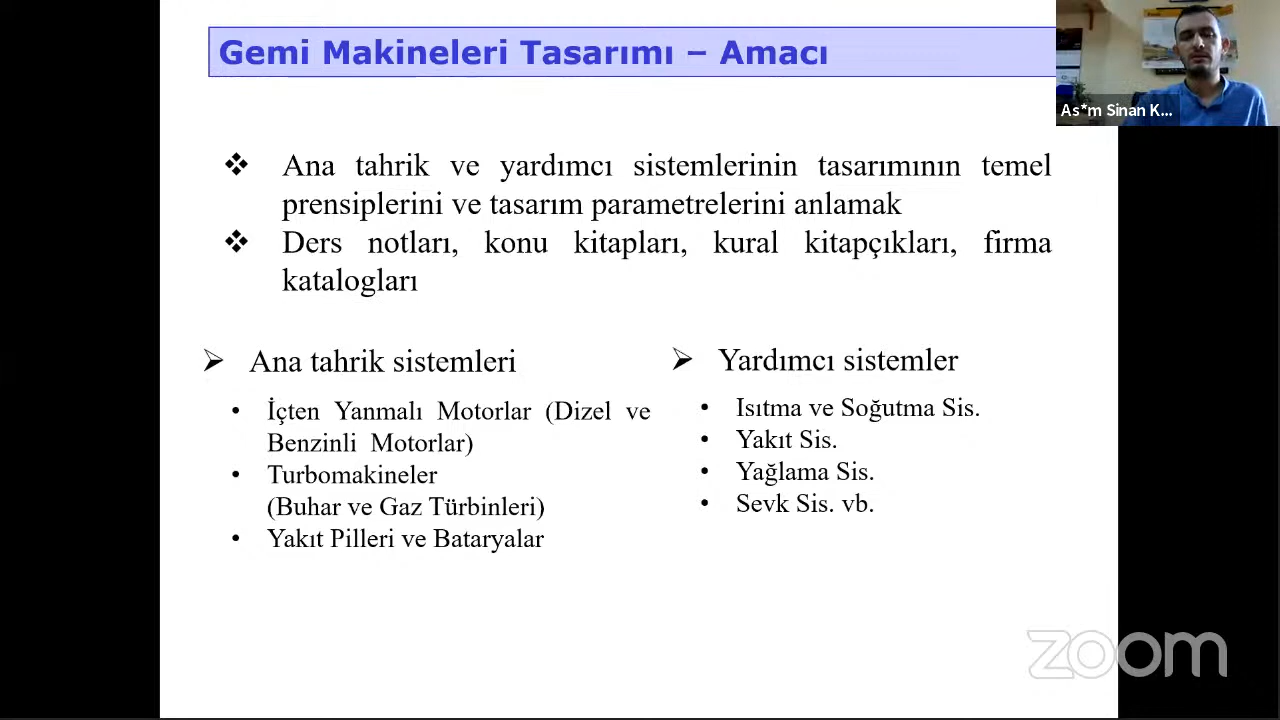 Gemi Makineleri Tasarımı – Amacı
As*m Sinan K...
Ana tahrik ve yardımcı sistemlerinin tasarımının temel
prensiplerini ve tasarım parametrelerini anlamak
Ders notları, konu kitapları, kural kitapçıkları, firma
katalogları
Ana tahrik sistemleri
İçten Yanmalı Motorlar (Dizel ve
Benzinli Motorlar)
Turbomakineler
(Buhar ve Gaz Türbinleri)
Yakıt Pilleri ve Bataryalar
Yardımcı sistemler
Isıtma ve Soğutma Sis.
Yakıt Sis.
Yağlama Sis.
Sevk Sis. vb.
zoom